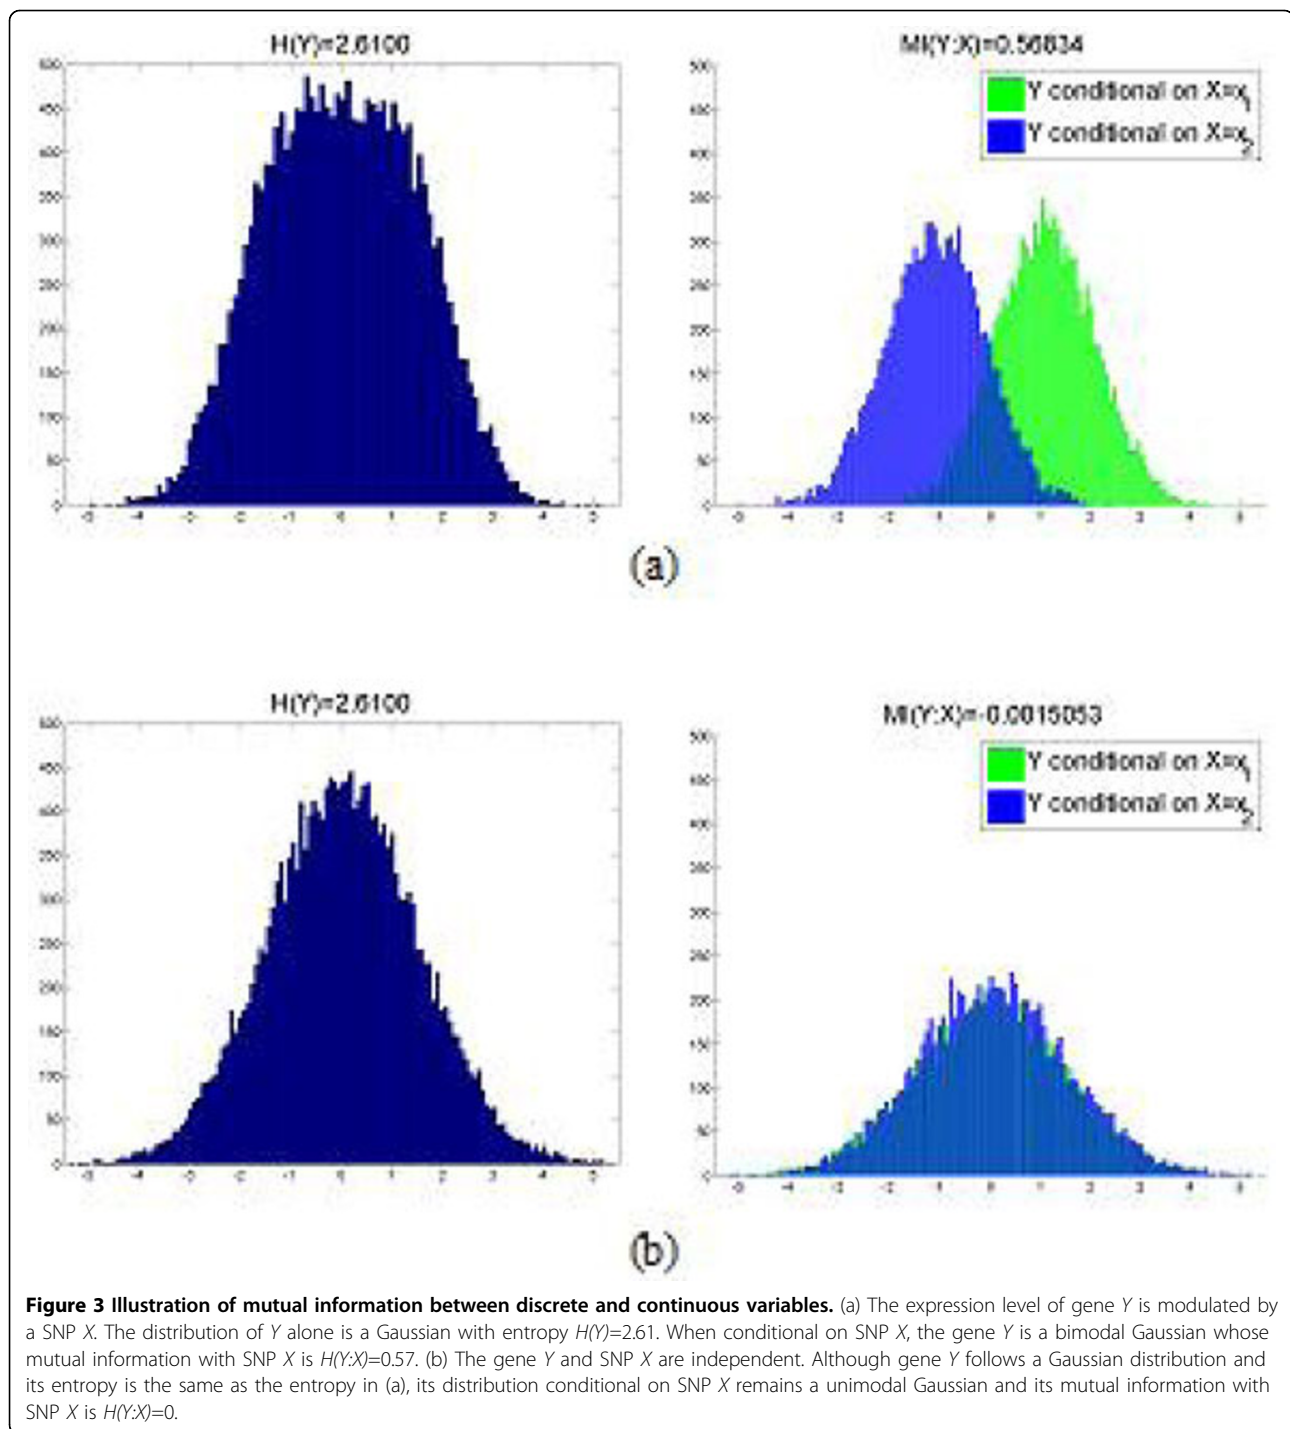 H(Y)=2.6100
MI(Y:X)=0.56834
Y conditional on X=x1
Y conditional on X=x2
(a)
H(Y)=2.6100
MI(Y:X)=-0.0015053
Y conditional on X=x1
Y conditional on X=x2
(b)
Figure 3 Illustration of mutual information between discrete and continuous variables. (a) The expression level of gene Y is modulated by
a SNP X. The distribution of Y alone is a Gaussian with entropy H(Y)=2.61. When conditional on SNP X, the gene Y is a bimodal Gaussian whose
mutual information with SNP X is H(Y:X)=0.57. (b) The gene Y and SNP X are independent. Although gene Y follows a Gaussian distribution and
its entropy is the same as the entropy in (a), its distribution conditional on SNP X remains a unimodal Gaussian and its mutual information with
SNP X is H(Y:X)=0.